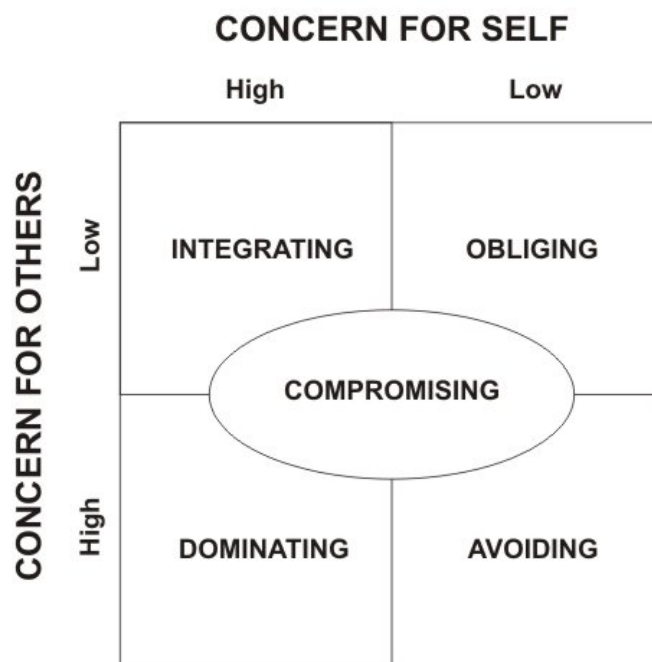 CONCERN FOR SELF
High Low
CONCERN FOR OTHERS
Low
INTEGRATING OBLIGING
COMPROMISING
High
DOMINATING AVOIDING